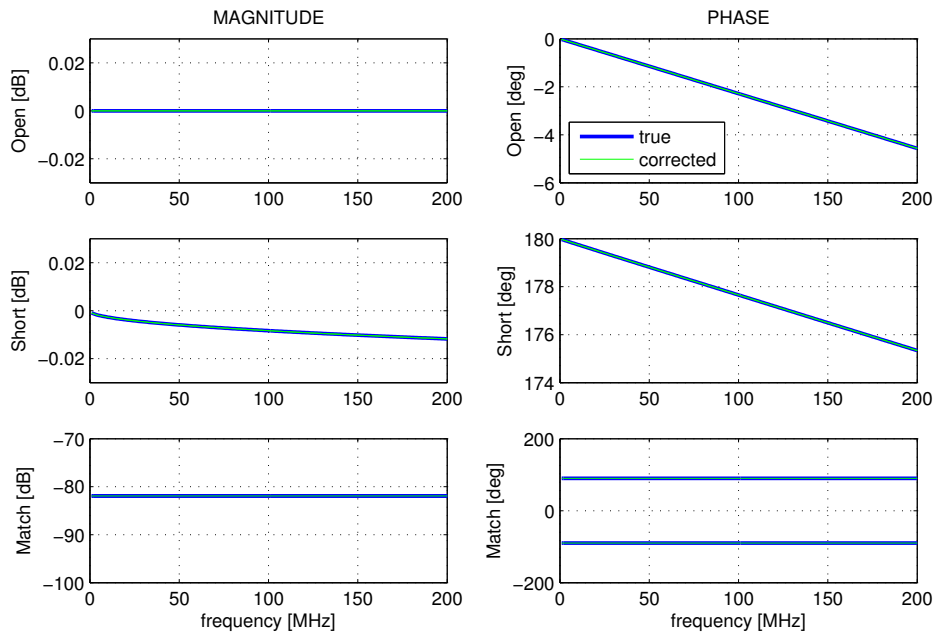 MAGNITUDE
PHASE
Open [dB]
0.02
0
−0.02
0 50 100 150 200
Open [deg]
0
−2
−4
−6
0 50 100 150 200
true
corrected
Short [dB]
0.02
0
−0.02
0 50 100 150 200
Short [deg]
180
178
176
174
0 50 100 150 200
Match [dB]
−70
−80
−90
−100
0 50 100 150 200
frequency [MHz]
Match [deg]
200
0
−200
0 50 100 150 200
frequency [MHz]